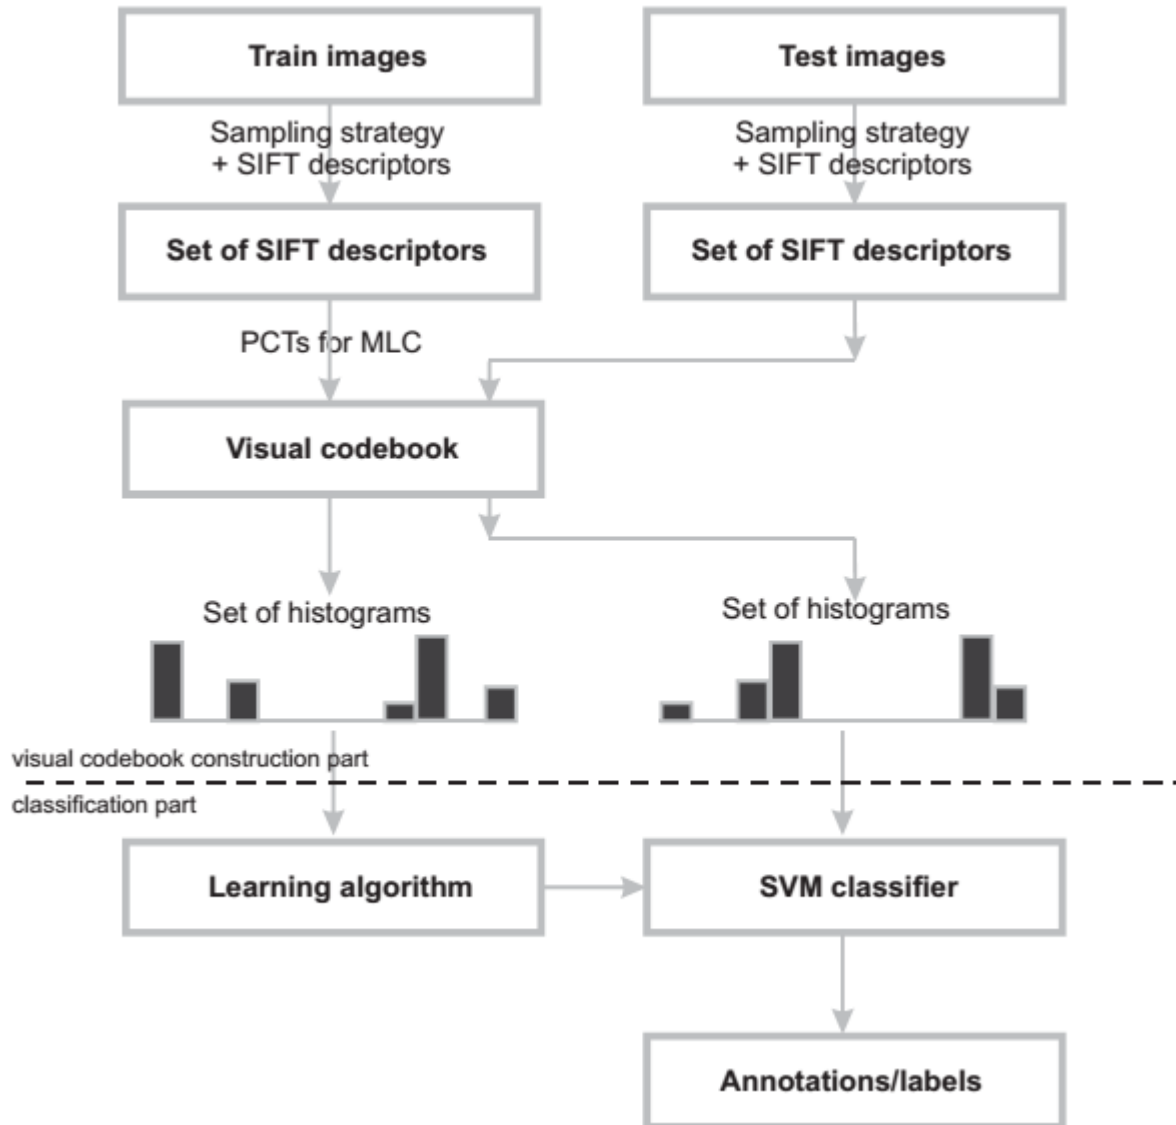 Train images
Test images
Sampling strategy
+ SIFT descriptors
Sampling strategy
+ SIFT descriptors
Set of SIFT descriptors
Set of SIFT descriptors
PCTs for MLC
Visual codebook
Set of histograms
Set of histograms
visual codebook construction part
classification part
Learning algorithm
SVM classifier
Annotations/labels